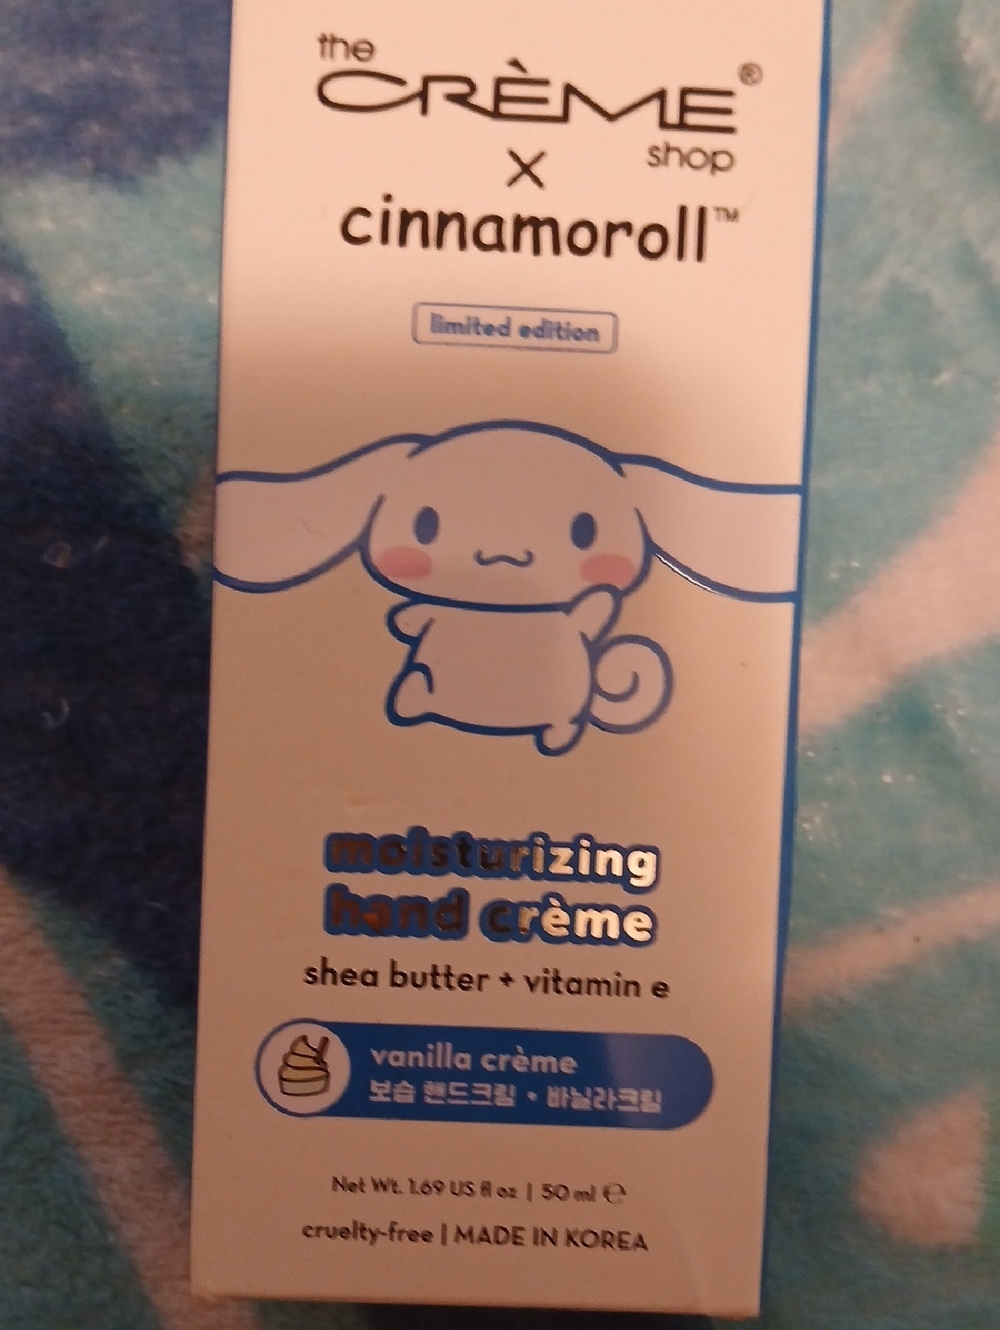 the
CRÈME®
shop
X
cinnamoroll™
limited edition
moisturizing
hand crème
shea butter + vitamin e
vanilla crème
보습 핸드크림 • 바닐라크림
Net Wt. 1.69 US fl oz | 50 ml ℮
cruelty-free | MADE IN KOREA